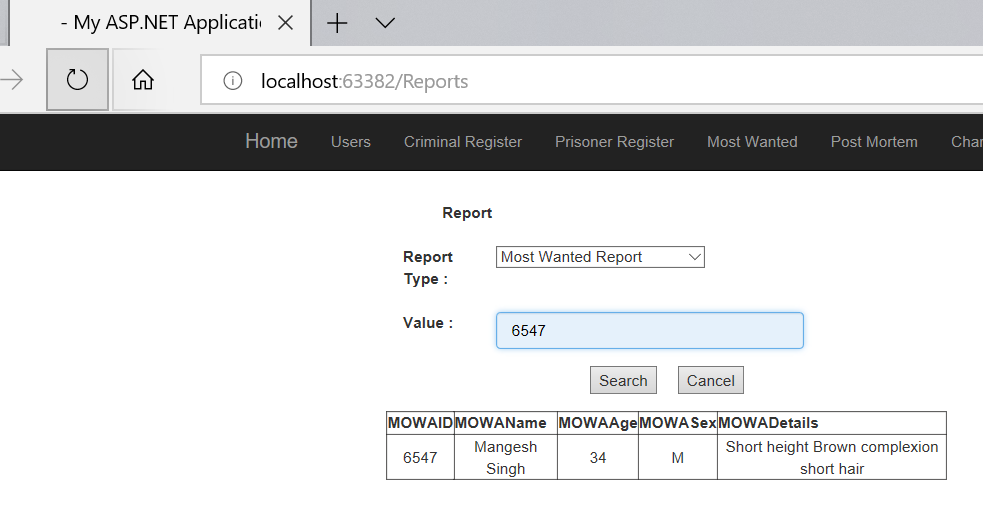 - My ASP.NET Applicati
localhost:63382/Reports
Home Users Criminal Register Prisoner Register Most Wanted Post Mortem Char
Report
Report Type :
Most Wanted Report
Value :
6547
Search Cancel
MOWAID MOWAName MOWAAge MOWASex MOWADetails
6547 Mangesh Singh 34 M Short height Brown complexion short hair